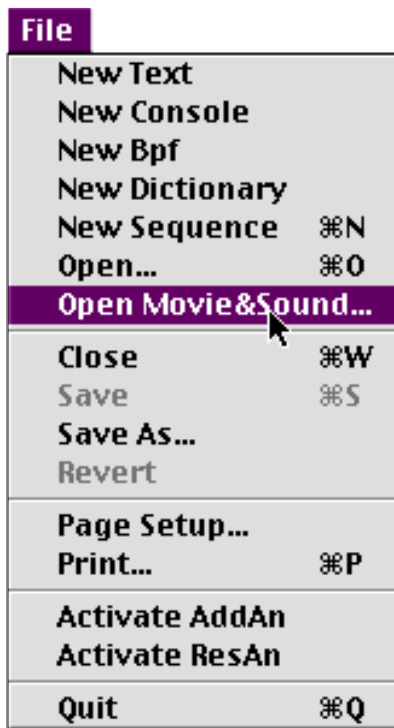 File
New Text
New Console
New Bpf
New Dictionary
New Sequence ⌘N
Open... ⌘O
Open Movie&Sound...
Close ⌘W
Save ⌘S
Save As...
Revert
Page Setup...
Print... ⌘P
Activate AddAn
Activate ResAn
Quit ⌘Q